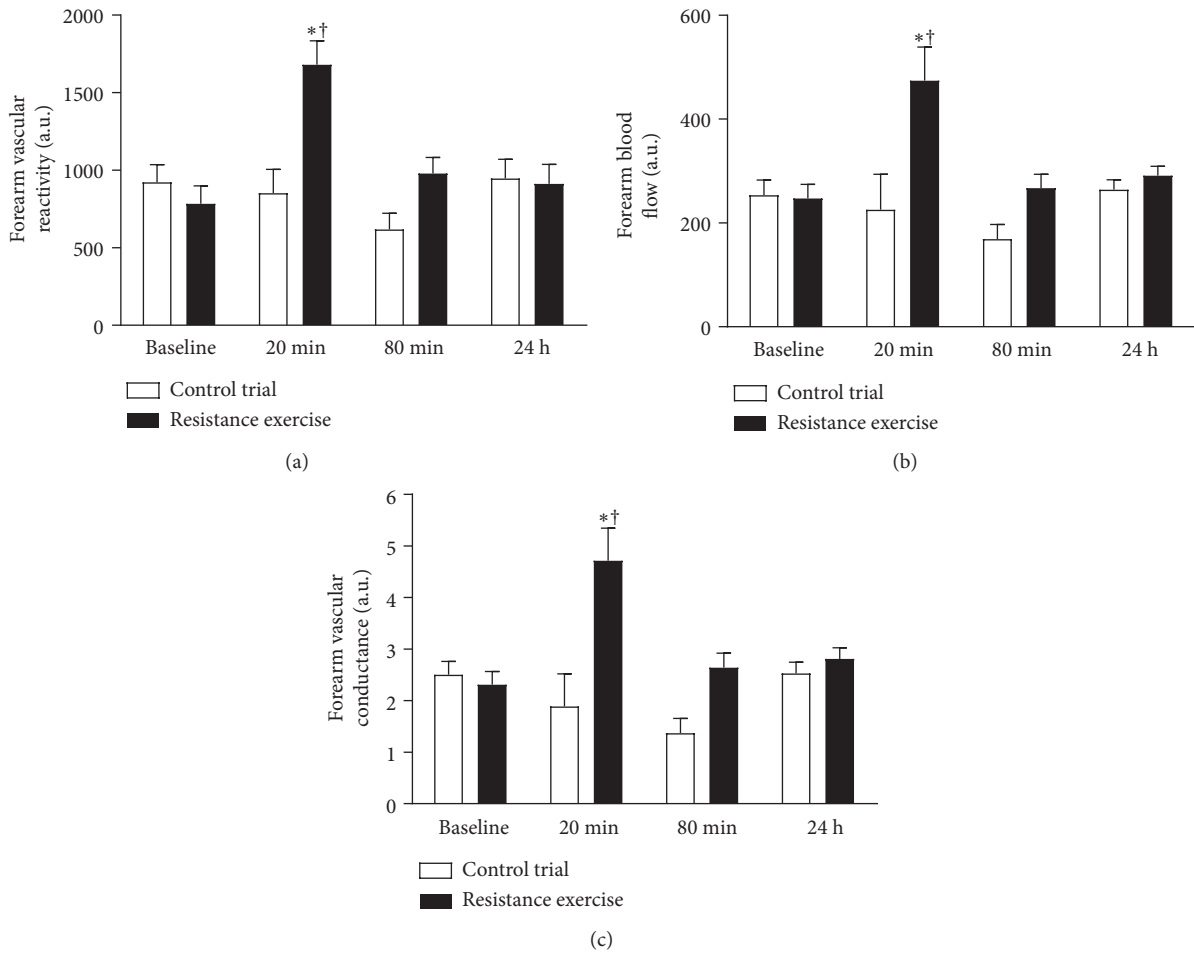 2000
1500
1000
500
0
Forearm vascular
reactivity (a.u.)
*†
Baseline 20 min 80 min 24 h
Control trial
Resistance exercise
(a)
600
400
200
0
Forearm blood
flow (a.u.)
*†
Baseline 20 min 80 min 24 h
Control trial
Resistance exercise
(b)
6
5
4
3
2
1
0
Forearm vascular
conductance (a.u.)
*†
Baseline 20 min 80 min 24 h
Control trial
Resistance exercise
(c)